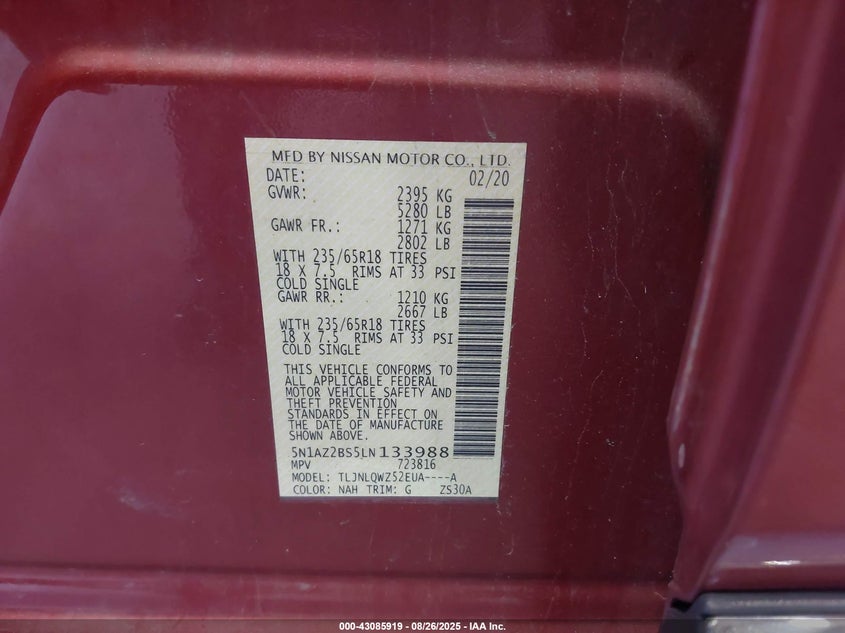 MFD BY NISSAN MOTOR CO., LTD.
DATE: 02/20
GVWR: 2395 KG
5280 LB
GAWR FR.: 1271 KG
2802 LB
WITH 235/65R18 TIRES
18 X 7.5 RIMS AT 33 PSI
COLD SINGLE
GAWR RR.: 1210 KG
2667 LB
WITH 235/65R18 TIRES
18 X 7.5 RIMS AT 33 PSI
COLD SINGLE
THIS VEHICLE CONFORMS TO
ALL APPLICABLE FEDERAL
MOTOR VEHICLE SAFETY AND
THEFT PREVENTION
STANDARDS IN EFFECT ON
THE DATE OF MANUFACTURE
SHOWN ABOVE.
5N1AZ2BS5LN133988
MPV 723816
MODEL: TLJNLQWZ52EUA----A
COLOR: NAH TRIM: G ZS30A
000-43085919 - 08/26/2025 - IAA Inc.